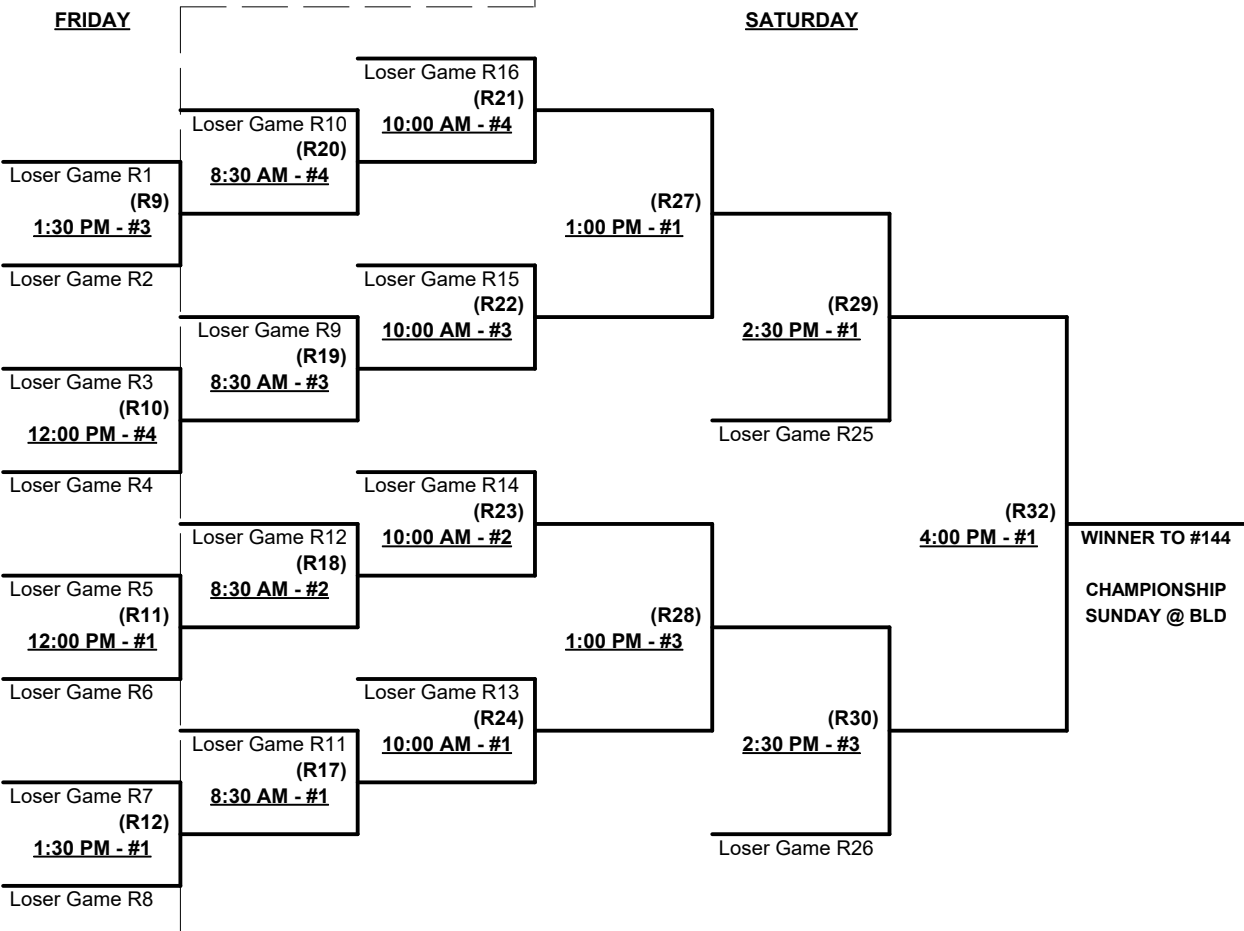 FRIDAY
SATURDAY
Loser Game R16
(R21)
10:00 AM - #4
Loser Game R10
(R20)
8:30 AM - #4
Loser Game R1
(R9)
1:30 PM - #3
Loser Game R2
(R27)
1:00 PM - #1
Loser Game R15
(R22)
10:00 AM - #3
Loser Game R9
(R19)
8:30 AM - #3
Loser Game R3
(R10)
12:00 PM - #4
Loser Game R4
(R29)
2:30 PM - #1
Loser Game R25
Loser Game R14
(R23)
10:00 AM - #2
Loser Game R12
(R18)
8:30 AM - #2
Loser Game R5
(R11)
12:00 PM - #1
Loser Game R6
(R32)
4:00 PM - #1
WINNER TO #144
CHAMPIONSHIP
SUNDAY @ BLD
(R28)
1:00 PM - #3
Loser Game R13
(R24)
10:00 AM - #1
Loser Game R11
(R17)
8:30 AM - #1
Loser Game R7
(R12)
1:30 PM - #1
Loser Game R8
(R30)
2:30 PM - #3
Loser Game R26